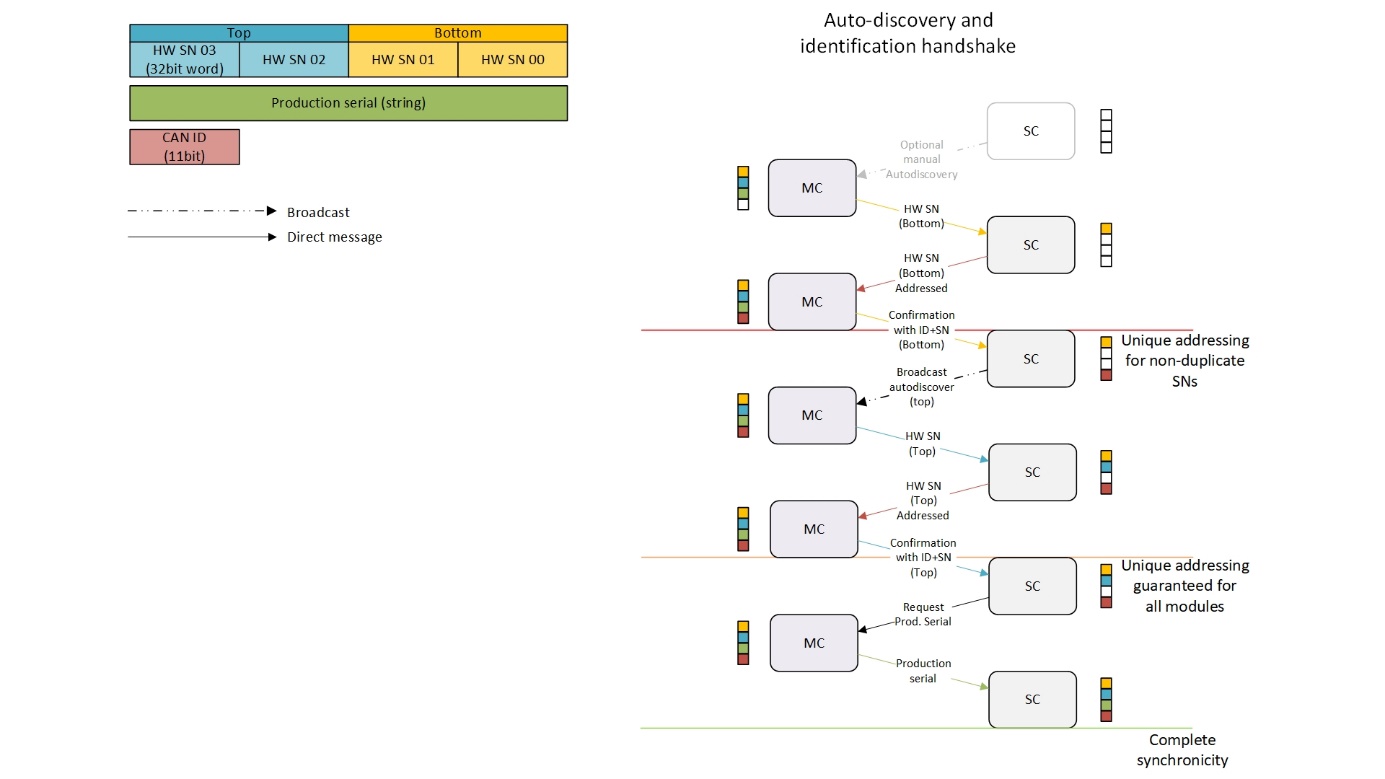 Auto-discovery and
identification handshake
Top
Bottom
HW SN 03
(32bit word)
HW SN 02
HW SN 01
HW SN 00
Production serial (string)
CAN ID
(11bit)
Broadcast
Direct message
SC
Optional
manual
Autodiscovery
MC
HW SN
(Bottom)
SC
HW SN
(Bottom)
Addressed
MC
Confirmation
with ID+SN
(Bottom)
SC
Unique addressing
for non-duplicate
SNs
Broadcast
autodiscover
(top)
MC
HW SN
(Top)
SC
HW SN
(Top)
Addressed
MC
Confirmation
with ID+SN
(Top)
SC
Unique addressing
guaranteed for
all modules
Request
Prod. Serial
MC
Production
serial
SC
Complete
synchronicity